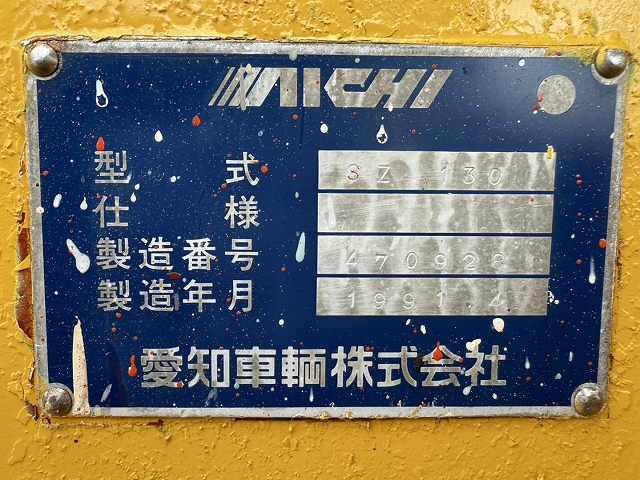 AICHI
型式 SZ 130
仕様
製造番号 470928
製造年月 1991.4
愛知車輌株式会社